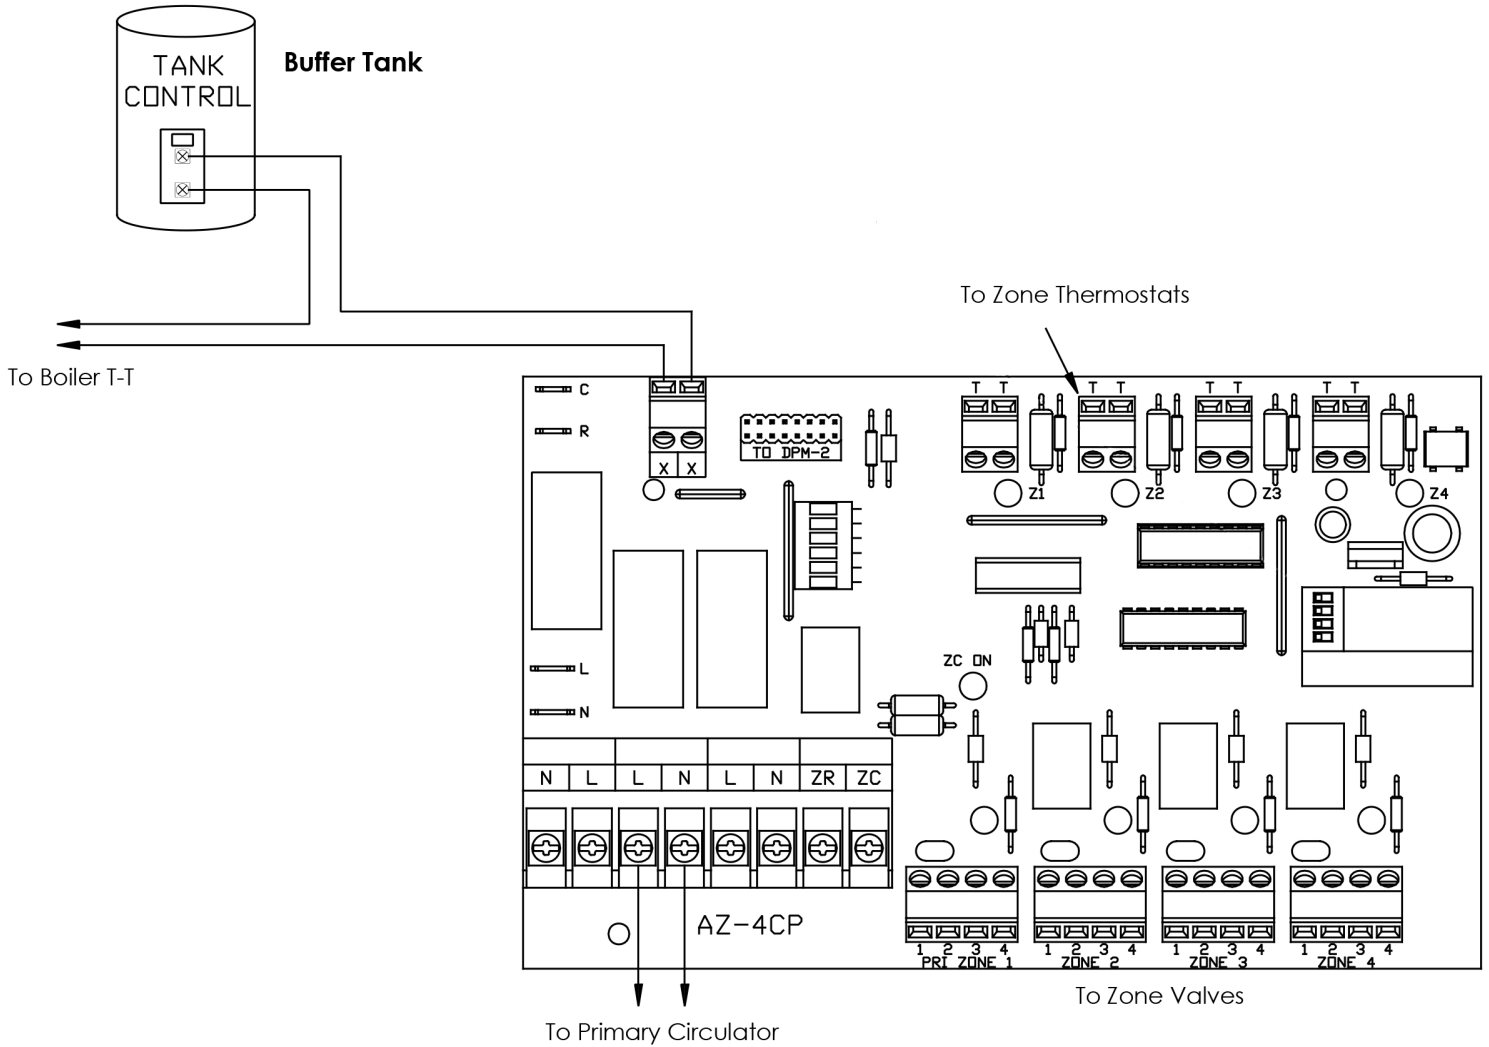 TANK
CONTROL
Buffer Tank
To Zone Thermostats
To Boiler T-T
C
R
X X
TO DPM-2
T T T T T T T T
Z1 Z2 Z3 Z4
ZC ON
L
N
N L L N L N ZR ZC
AZ-4CP
1 2 3 4 1 2 3 4 1 2 3 4 1 2 3 4
PRI ZONE 1 ZONE 2 ZONE 3 ZONE 4
To Zone Valves
To Primary Circulator